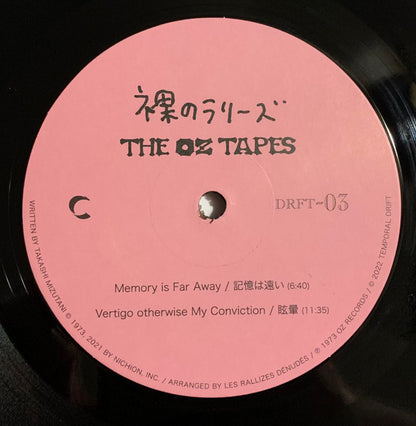 裸のラリーズ
THE OZ TAPES
C
DRFT-03
Memory is Far Away / 記憶は遠い (6:40)
Vertigo otherwise My Conviction / 眩暈 (11:35)
WRITTEN BY TAKASHI MIZUTANI © 1973, 2021 BY NICHION, INC. / ARRANGED BY LES RALLIZES DÉNUDÉS / ℗ 1973 OZ RECORDS / © 2022 TEMPORAL DRIFT